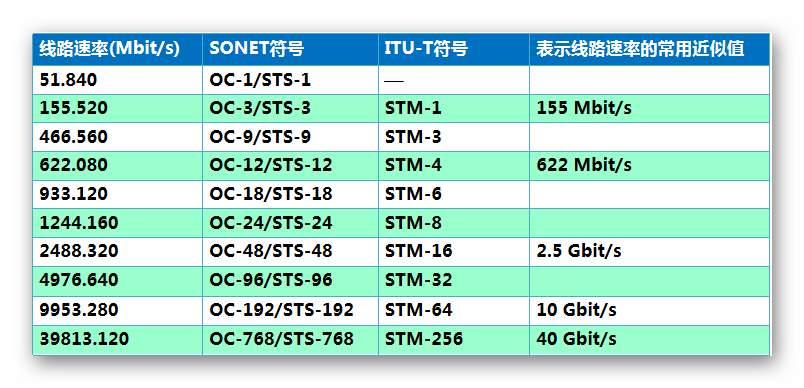 线路速率(Mbit/s) SONET符号 ITU-T符号 表示线路速率的常用近似值
51.840 OC-1/STS-1 —
155.520 OC-3/STS-3 STM-1 155 Mbit/s
466.560 OC-9/STS-9 STM-3
622.080 OC-12/STS-12 STM-4 622 Mbit/s
933.120 OC-18/STS-18 STM-6
1244.160 OC-24/STS-24 STM-8
2488.320 OC-48/STS-48 STM-16 2.5 Gbit/s
4976.640 OC-96/STS-96 STM-32
9953.280 OC-192/STS-192 STM-64 10 Gbit/s
39813.120 OC-768/STS-768 STM-256 40 Gbit/s